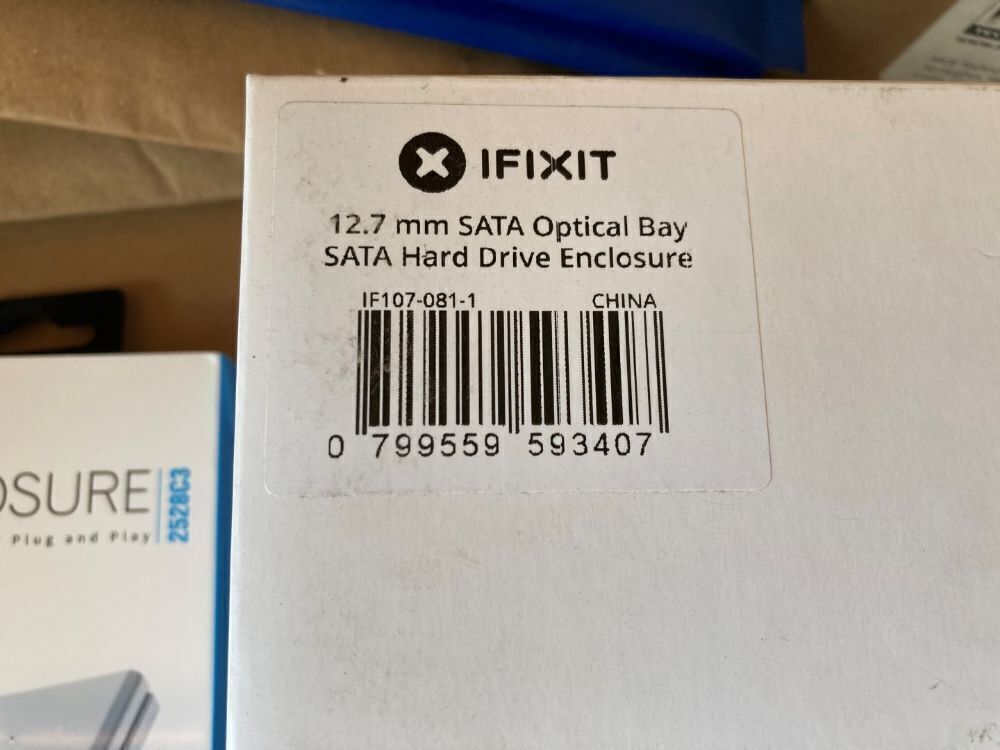 IFIXIT
12.7 mm SATA Optical Bay
SATA Hard Drive Enclosure
IF107-081-1 CHINA
0 799559 593407
OSURE
2528C3
Plug and Play